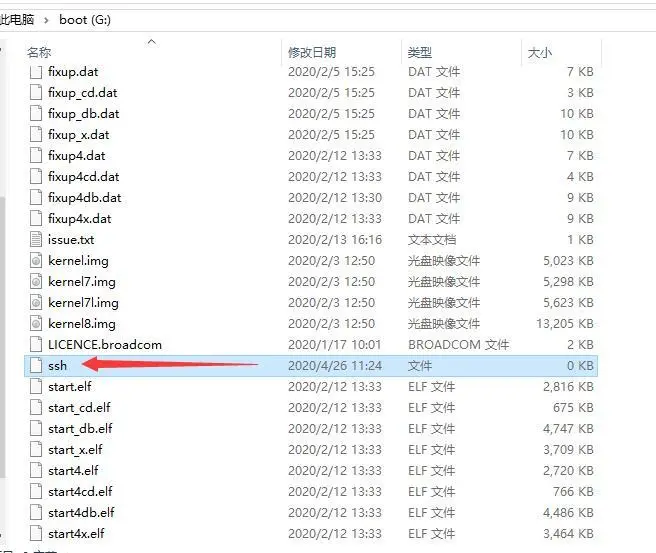 此电脑 > boot (G:)
名称 修改日期 类型 大小
fixup.dat 2020/2/5 15:25 DAT 文件 7 KB
fixup_cd.dat 2020/2/5 15:25 DAT 文件 3 KB
fixup_db.dat 2020/2/5 15:25 DAT 文件 10 KB
fixup_x.dat 2020/2/5 15:25 DAT 文件 10 KB
fixup4.dat 2020/2/12 13:33 DAT 文件 7 KB
fixup4cd.dat 2020/2/12 13:33 DAT 文件 4 KB
fixup4db.dat 2020/2/12 13:30 DAT 文件 9 KB
fixup4x.dat 2020/2/12 13:33 DAT 文件 9 KB
issue.txt 2020/2/13 16:16 文本文档 1 KB
kernel.img 2020/2/3 12:50 光盘映像文件 5,023 KB
kernel7.img 2020/2/3 12:50 光盘映像文件 5,298 KB
kernel7l.img 2020/2/3 12:50 光盘映像文件 5,623 KB
kernel8.img 2020/2/3 12:50 光盘映像文件 13,205 KB
LICENCE.broadcom 2020/1/17 10:01 BROADCOM 文件 2 KB
ssh 2020/4/26 11:24 文件 0 KB
start.elf 2020/2/12 13:33 ELF 文件 2,816 KB
start_cd.elf 2020/2/12 13:33 ELF 文件 675 KB
start_db.elf 2020/2/12 13:33 ELF 文件 4,747 KB
start_x.elf 2020/2/12 13:33 ELF 文件 3,709 KB
start4.elf 2020/2/12 13:33 ELF 文件 2,720 KB
start4cd.elf 2020/2/12 13:33 ELF 文件 766 KB
start4db.elf 2020/2/12 13:33 ELF 文件 4,486 KB
start4x.elf 2020/2/12 13:33 ELF 文件 3,464 KB